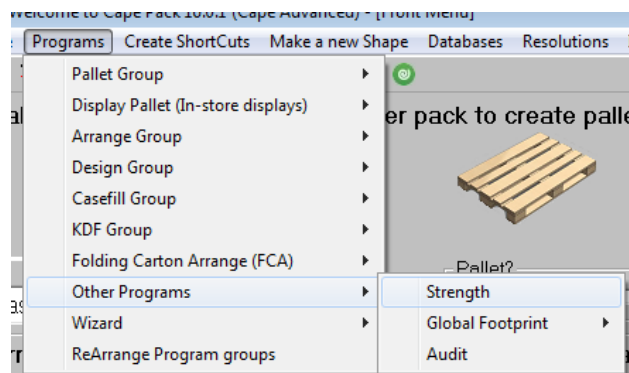 Welcome to Cape Pack 10.0.1 (Cape Advanced) - [Front Menu]
Programs Create ShortCuts Make a new Shape Databases Resolutions
Pallet Group
Display Pallet (In-store displays)
er pack to create palle
Arrange Group
Design Group
Casefill Group
KDF Group
Folding Carton Arrange (FCA)
Pallet?
Other Programs
Strength
Wizard
Global Footprint
ReArrange Program groups
Audit